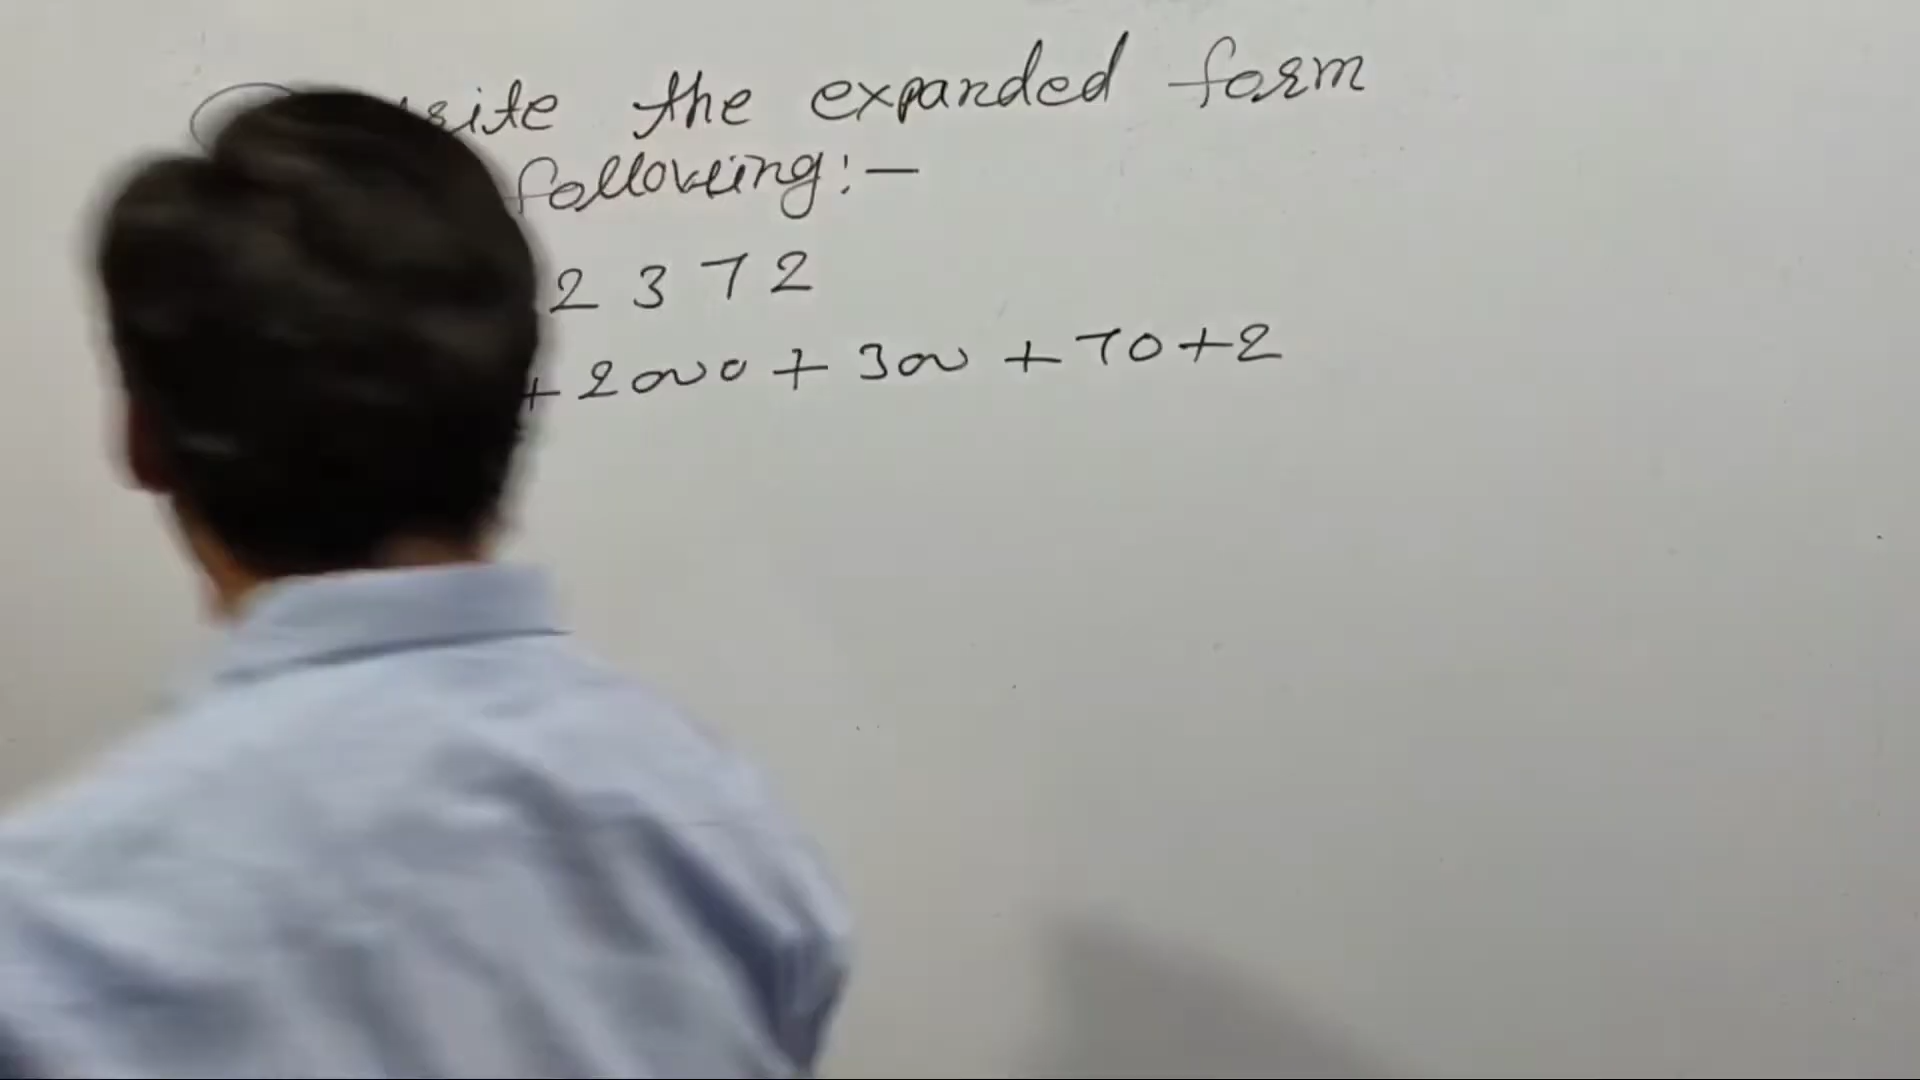 the expanded form
following:-
2 3 7 2
+ 2000 + 300 + 70 + 2